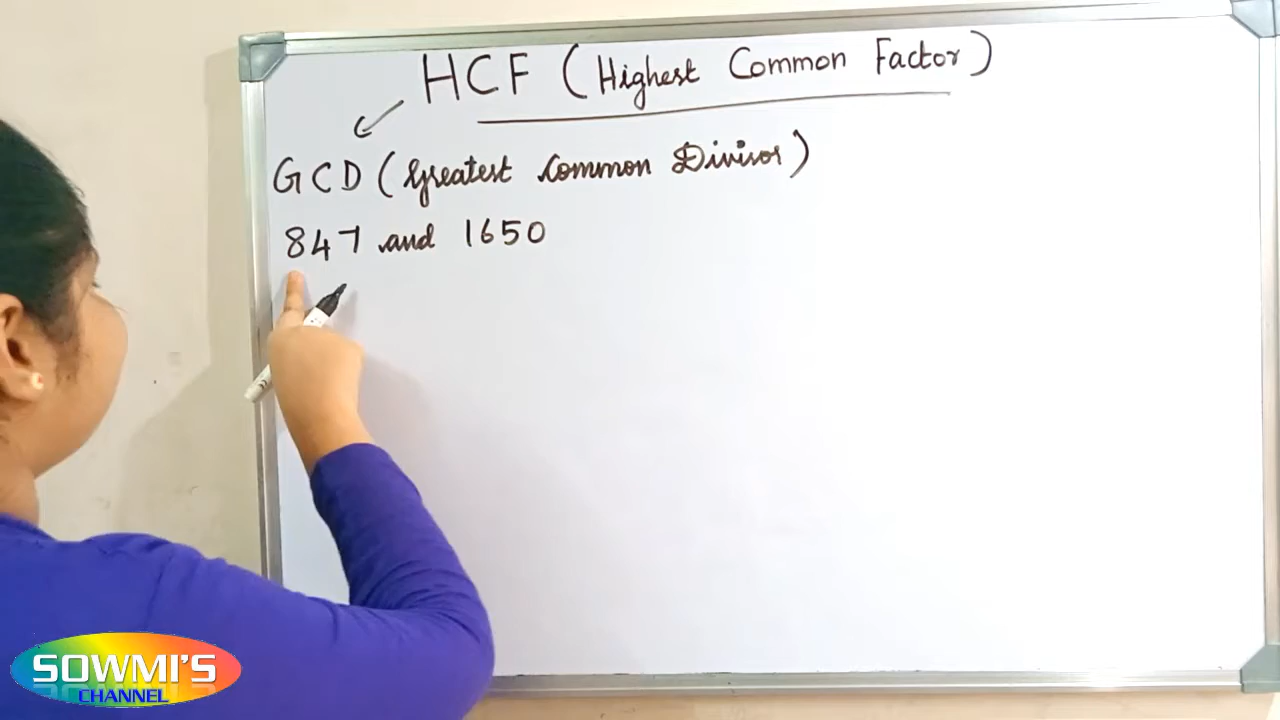 HCF (Highest Common Factor)
GCD (Greatest Common Divisor)
847 and 1650
SOWMI'S
CHANNEL